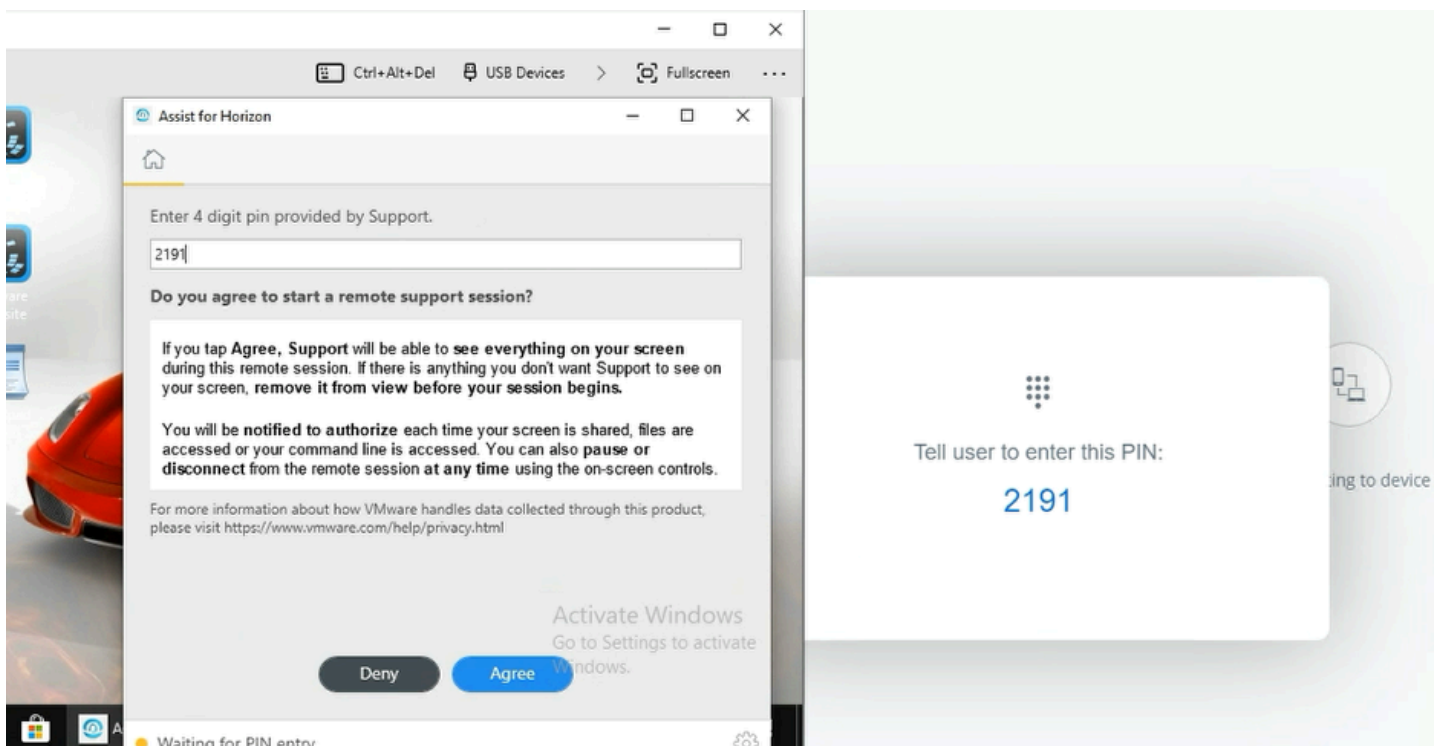 Ctrl+Alt+Del USB Devices > Fullscreen ...
Assist for Horizon
Enter 4 digit pin provided by Support.
2191
Do you agree to start a remote support session?
If you tap Agree, Support will be able to see everything on your screen
during this remote session. If there is anything you don't want Support to see on
your screen, remove it from view before your session begins.
You will be notified to authorize each time your screen is shared, files are
accessed or your command line is accessed. You can also pause or
disconnect from the remote session at any time using the on-screen controls.
For more information about how VMware handles data collected through this product,
please visit https://www.vmware.com/help/privacy.html
Activate Windows
Go to Settings to activate
Windows.
Deny
Agree
Waiting for PIN entry
Tell user to enter this PIN:
2191
to device